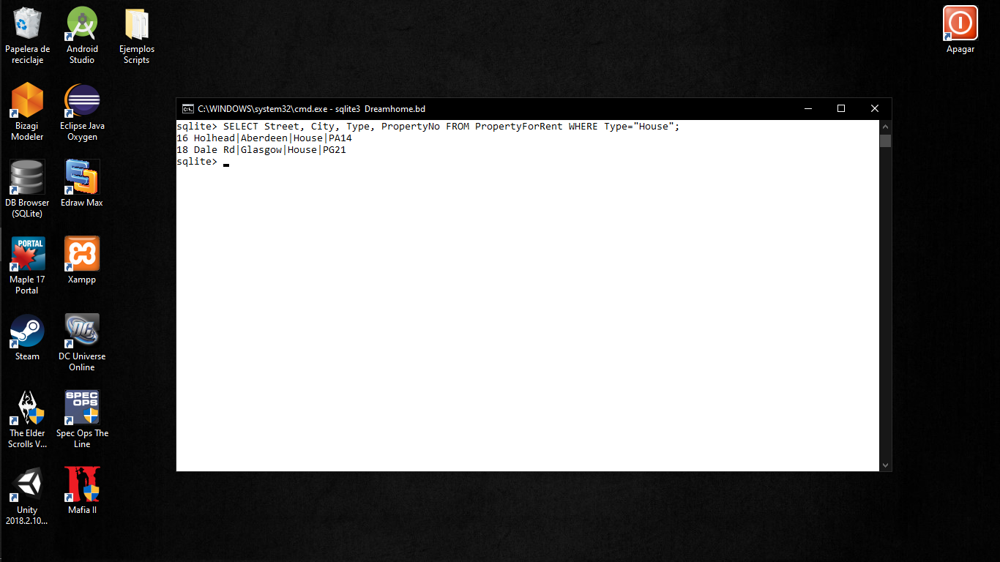 Papelera de
reciclaje
Android
Studio
Ejemplos
Scripts
Apagar
Bizagi
Modeler
Eclipse Java
Oxygen
DB Browser
(SQLite)
Edraw Max
PORTAL
Maple 17
Portal
Xampp
Steam
DC
DC Universe
Online
The Elder
Scrolls V...
SPEC
OPS
Spec Ops The
Line
Unity
2018.2.10...
Mafia II
C:\WINDOWS\system32\cmd.exe - sqlite3 Dreamhome.bd
sqlite> SELECT Street, City, Type, PropertyNo FROM PropertyForRent WHERE Type="House";
16 Holhead|Aberdeen|House|PA14
18 Dale Rd|Glasgow|House|PG21
sqlite>